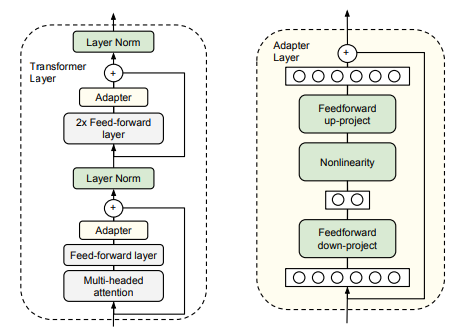 Layer Norm
Transformer
Layer
+
Adapter
2x Feed-forward
layer
Layer Norm
+
Adapter
Feed-forward layer
Multi-headed
attention
Adapter
Layer
+
Feedforward
up-project
Nonlinearity
Feedforward
down-project